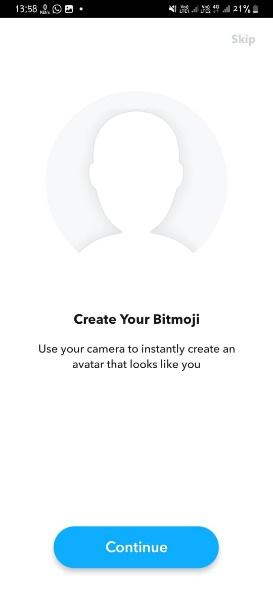 13:58
21%
Skip
Create Your Bitmoji
Use your camera to instantly create an
avatar that looks like you
Continue